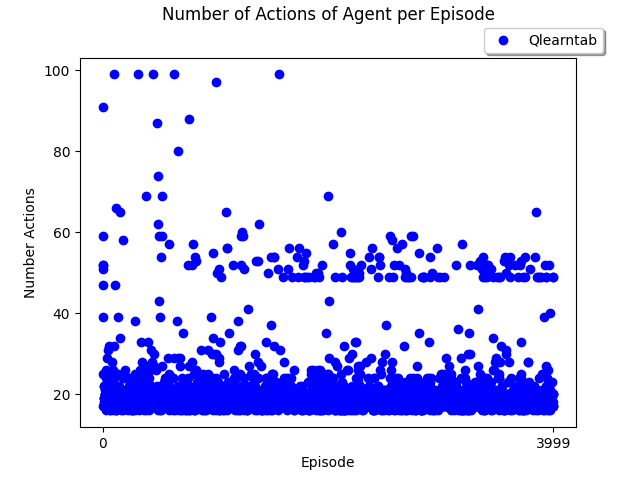 Number of Actions of Agent per Episode
Qlearntab
100
80
60
40
20
Number Actions
0
3999
Episode